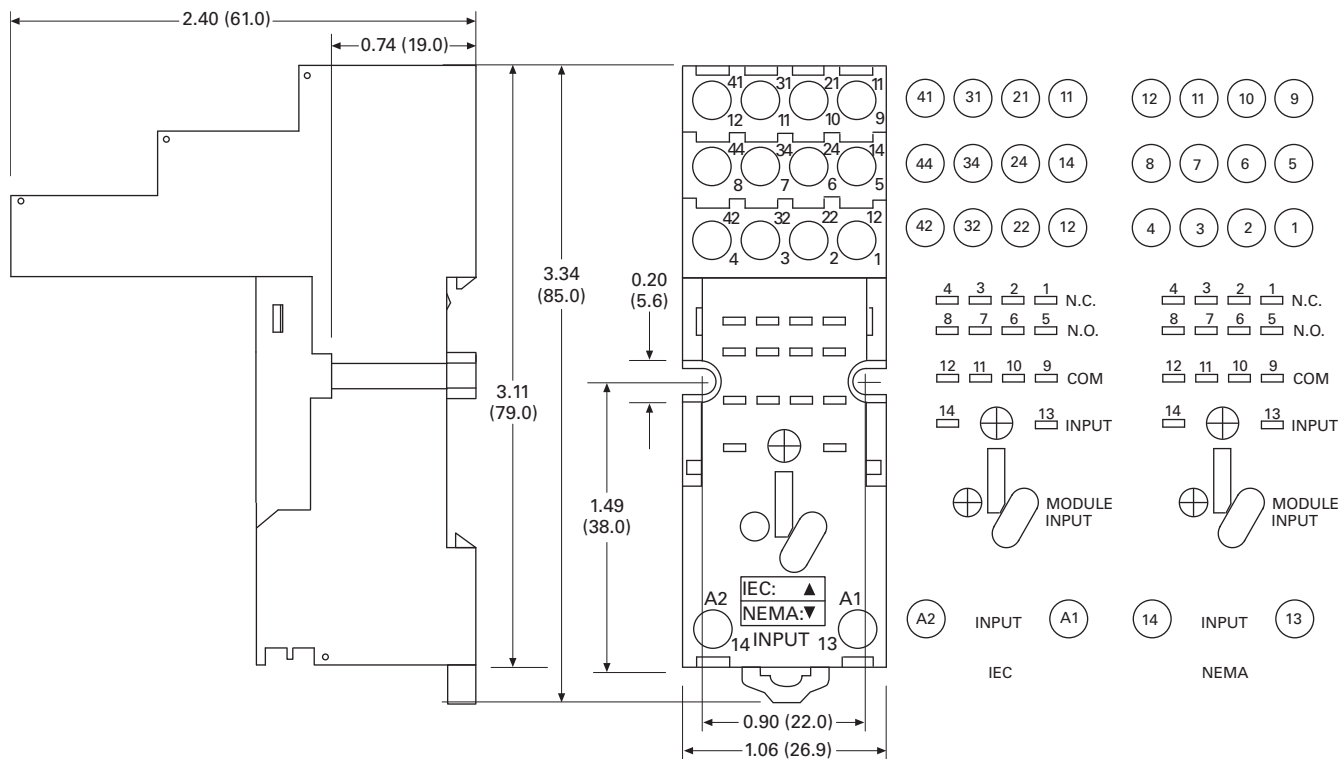 2.40 (61.0)
0.74 (19.0)
3.34
(85.0)
3.11
(79.0)
0.20
(5.6)
1.49
(38.0)
41 31 21 11
12 11 10 9
44 34 24 14
8 7 6 5
42 32 22 12
4 3 2 1
IEC: ▲
NEMA:▼
A2 A1
14 INPUT 13
0.90 (22.0)
1.06 (26.9)
41 31 21 11
44 34 24 14
42 32 22 12
4 3 2 1 N.C.
8 7 6 5 N.O.
12 11 10 9 COM
14 13 INPUT
MODULE
INPUT
A2 INPUT A1
IEC
12 11 10 9
8 7 6 5
4 3 2 1
4 3 2 1 N.C.
8 7 6 5 N.O.
12 11 10 9 COM
14 13 INPUT
MODULE
INPUT
14 INPUT 13
NEMA